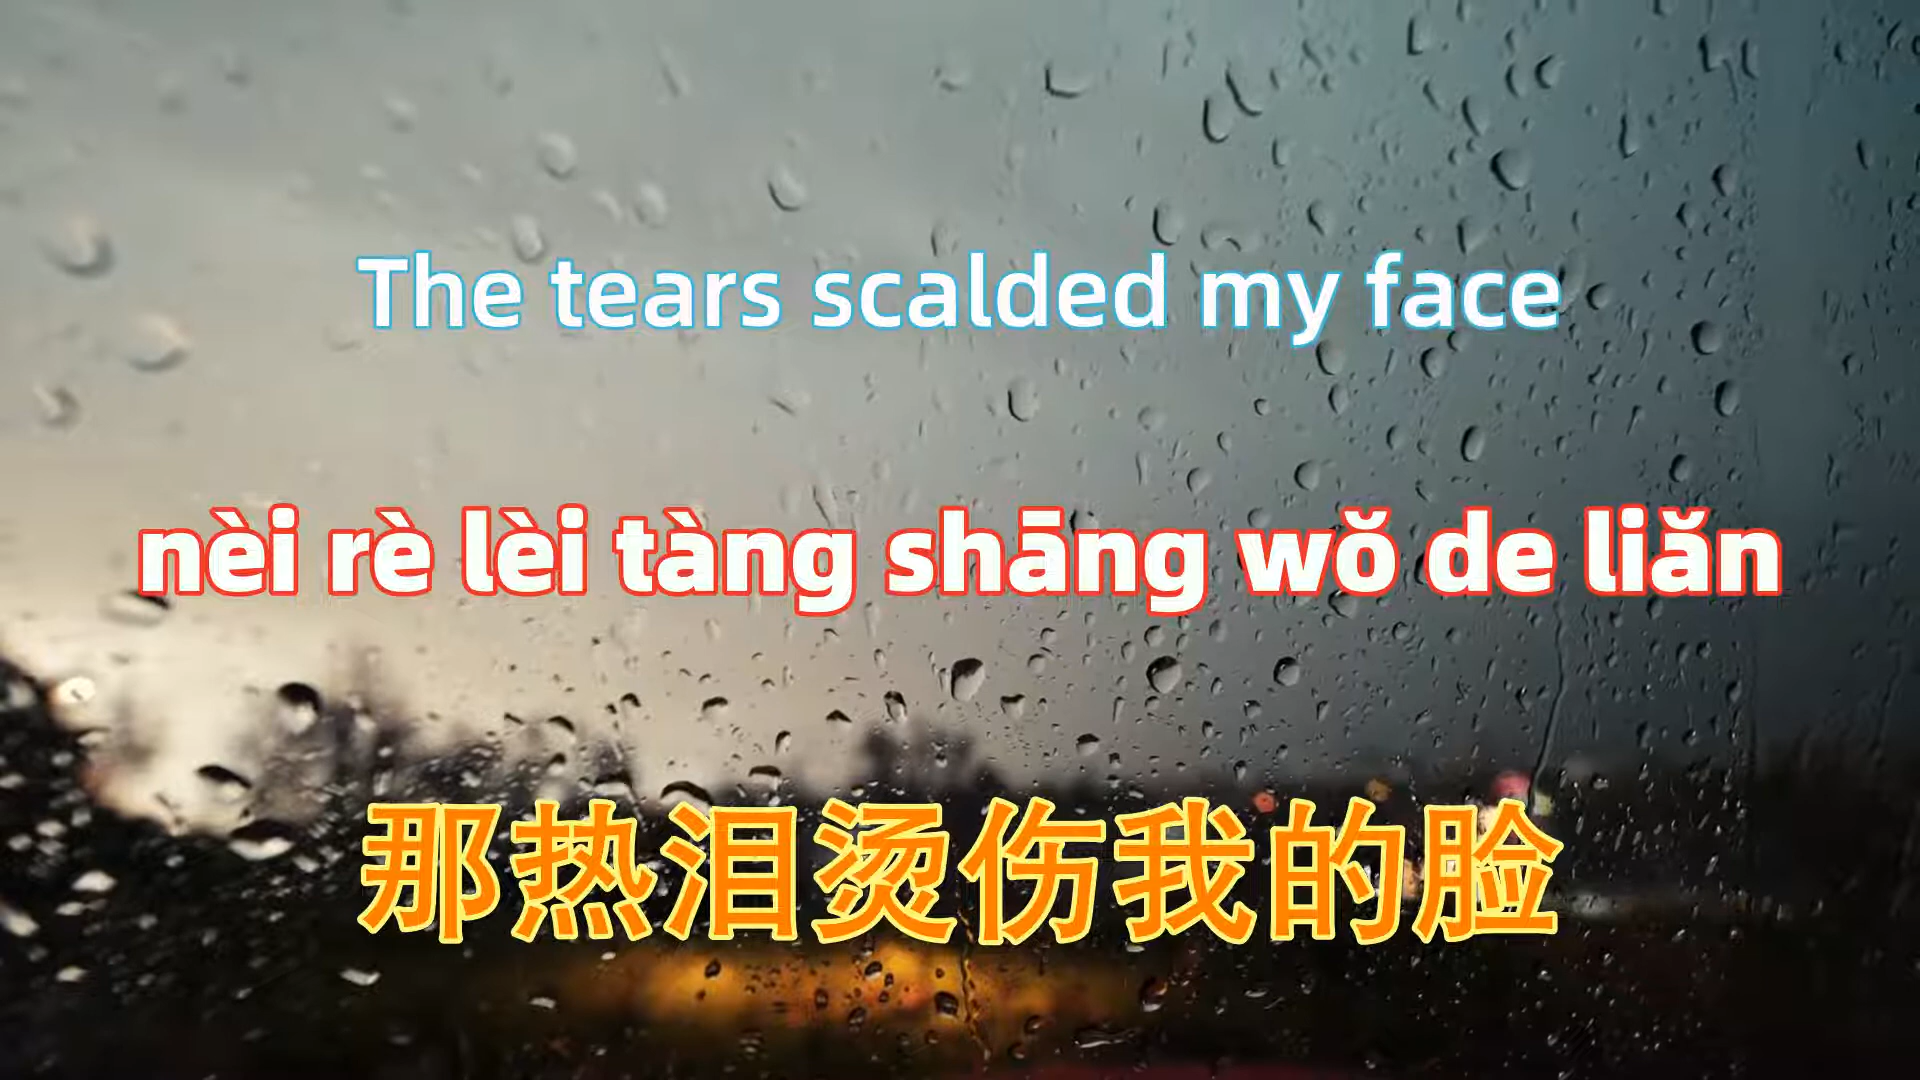 The tears scalded my face
nèi rè lèi tàng shāng wǒ de liǎn
那热泪烫伤我的脸